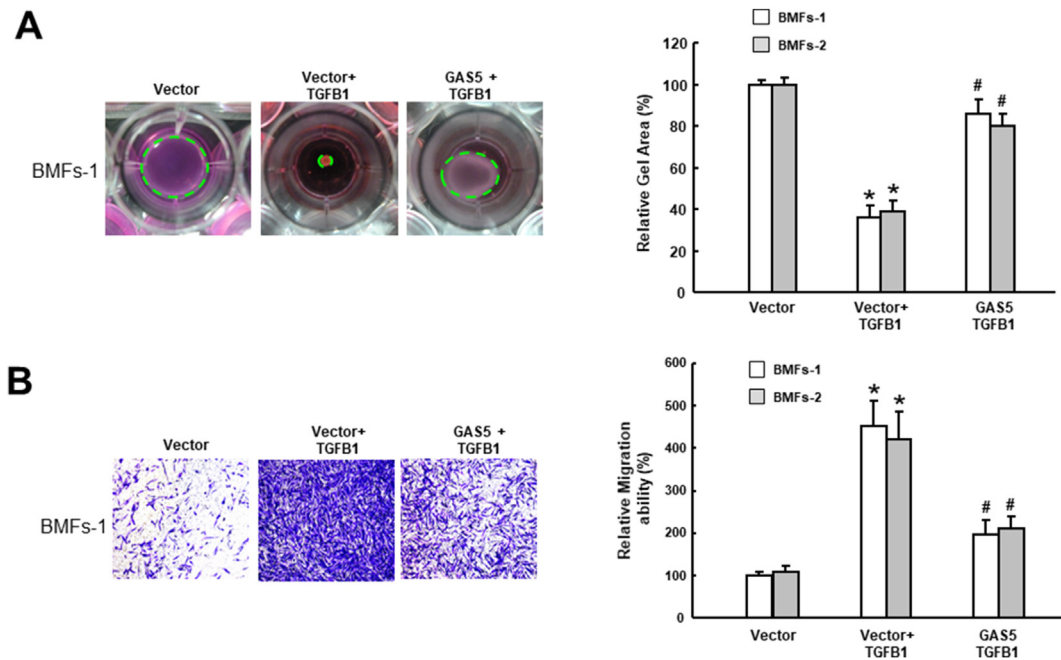 A
Vector
Vector+
TGFB1
GAS5 +
TGFB1
BMFs-1
BMFs-1
BMFs-2
Relative Gel Area (%)
120
100
80
60
40
20
0
* *
# #
Vector
Vector+
TGFB1
GAS5
TGFB1
B
Vector
Vector+
TGFB1
GAS5 +
TGFB1
BMFs-1
BMFs-1
BMFs-2
Relative Migration
ability (%)
600
500
400
300
200
100
0
* *
# #
Vector
Vector+
TGFB1
GAS5
TGFB1